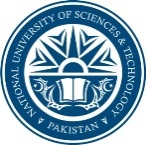 NATIONAL UNIVERSITY OF SCIENCES & TECHNOLOGY
PAKISTAN